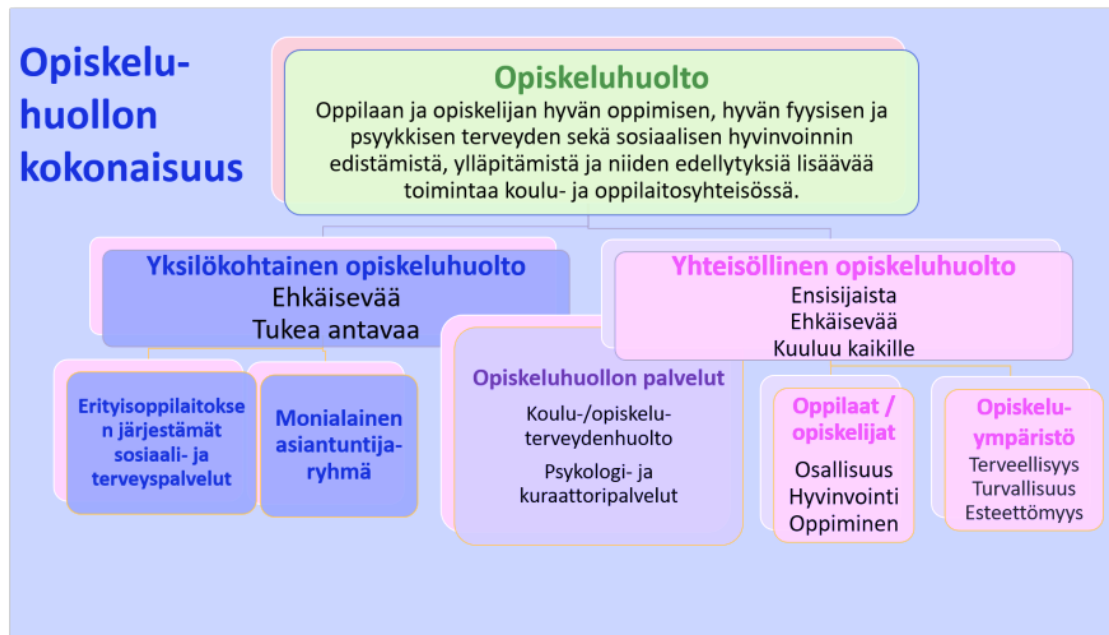 Opiskelu-
huollon
kokonaisuus
Opiskeluhuolto
Oppilaan ja opiskelijan hyvän oppimisen, hyvän fyysisen ja
psyykkisen terveyden sekä sosiaalisen hyvinvoinnin
edistämistä, ylläpitämistä ja niiden edellytyksiä lisäävää
toimintaa koulu- ja oppilaitosyhteisössä.
Yksilökohtainen opiskeluhuolto
Ehkäisevää
Tukea antavaa
Yhteisöllinen opiskeluhuolto
Ensisijaista
Ehkäisevää
Kuuluu kaikille
Erityisoppilaitokse
n järjestämät
sosiaali- ja
terveyspalvelut
Monialainen
asiantuntija-
ryhmä
Opiskeluhuollon palvelut
Koulu-/opiskelu-
terveydenhuolto
Psykologi- ja
kuraattoripalvelut
Oppilaat /
opiskelijat
Osallisuus
Hyvinvointi
Oppiminen
Opiskelu-
ympäristö
Terveellisyys
Turvallisuus
Esteettömyys